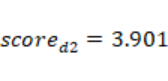 score_d2 = 3.901